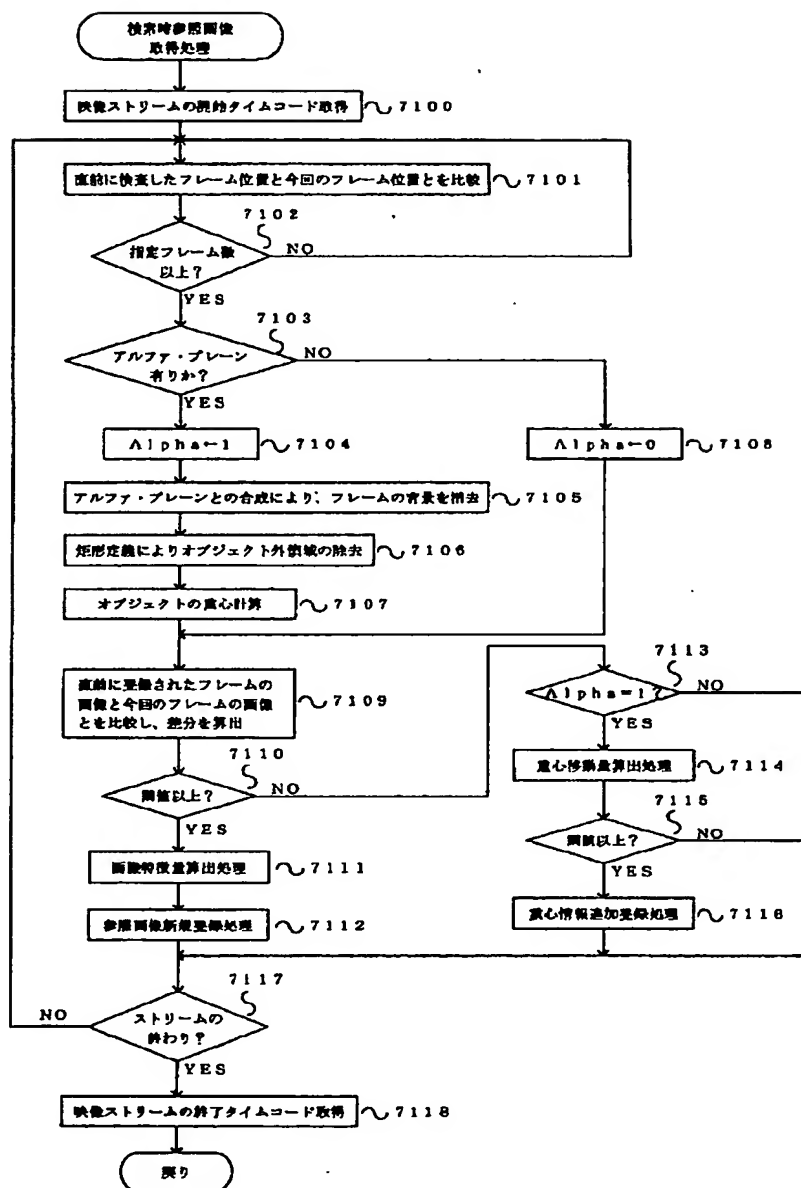 検索時参照画像
取得処理
映像ストリームの開始タイムコード取得 7100
直前に検査したフレーム位置と今回のフレーム位置とを比較 7101
7102
指定フレーム数
以上？
NO
YES
7103
アルファ・プレーン
有りか？
NO
YES
Alpha←1 7104
Alpha←0 7108
アルファ・プレーンとの合成により、フレームの背景を消去 7105
矩形定義によりオブジェクト外領域の除去 7106
オブジェクトの重心計算 7107
直前に登録されたフレームの
画像と今回のフレームの画像
とを比較し、差分を算出
7109
7110
閾値以上？
NO
YES
画像特徴量算出処理 7111
参照画像新規登録処理 7112
7113
Alpha=1？
NO
YES
重心移動量算出処理 7114
7115
閾値以上？
NO
YES
重心情報追加登録処理 7116
7117
ストリームの
終わり？
NO
YES
映像ストリームの終了タイムコード取得 7118
戻り